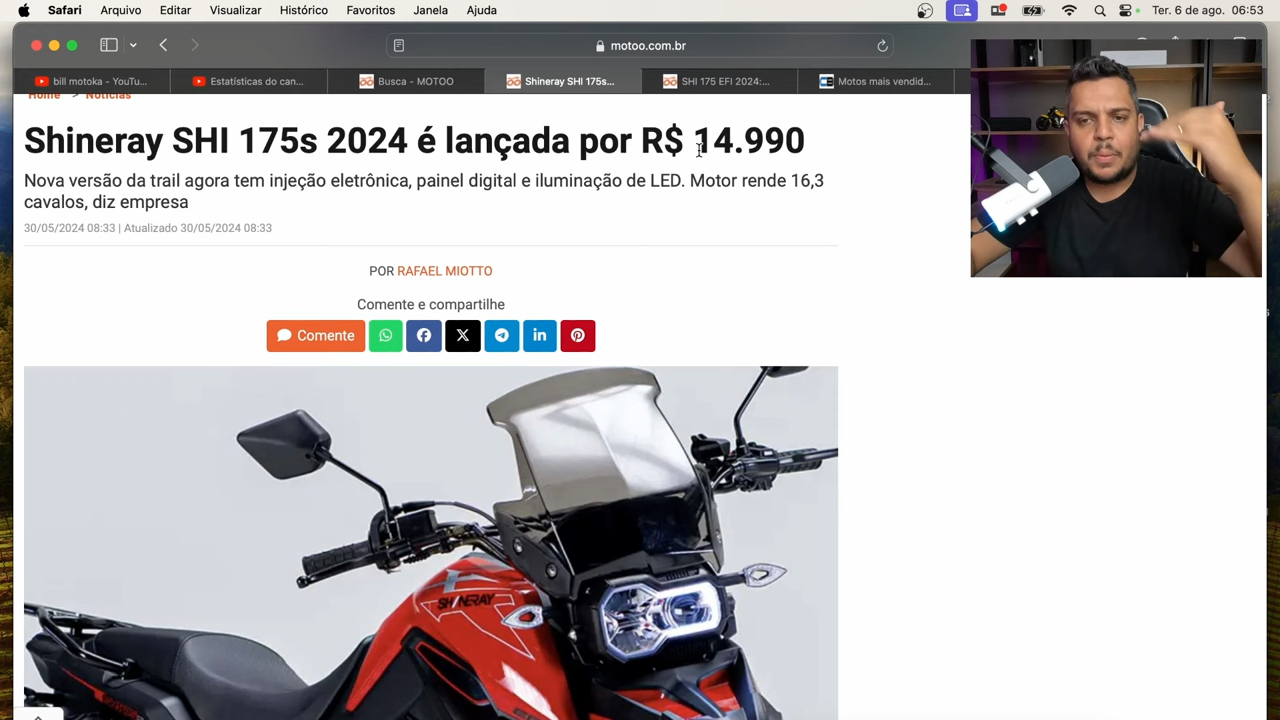 Safari Arquivo Editar Visualizar Histórico Favoritos Janela Ajuda Ter. 6 de ago. 06:53
motoo.com.br
bill motoka - YouTu... Estatísticas do can... Busca - MOTOO Shineray SHI 175s... SHI 175 EFI 2024:... Motos mais vendid...
Home > Notícias
Shineray SHI 175s 2024 é lançada por R$ 14.990
Nova versão da trail agora tem injeção eletrônica, painel digital e iluminação de LED. Motor rende 16,3
cavalos, diz empresa
30/05/2024 08:33 | Atualizado 30/05/2024 08:33
POR RAFAEL MIOTTO
Comente e compartilhe
Comente
SHINERAY